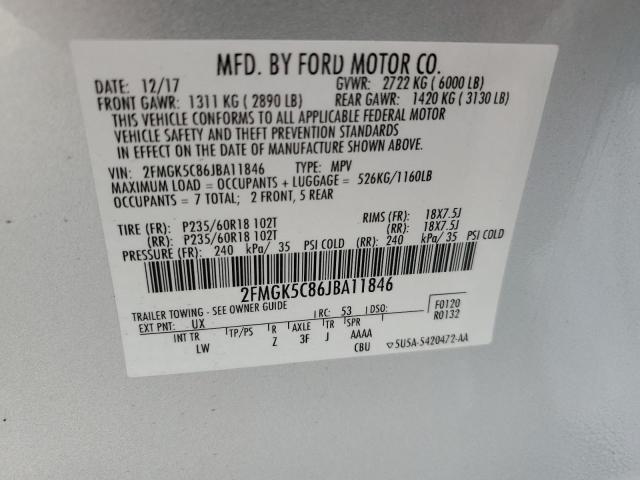 MFD. BY FORD MOTOR CO.
DATE: 12/17 GVWR: 2722 KG ( 6000 LB)
FRONT GAWR: 1311 KG ( 2890 LB) REAR GAWR: 1420 KG ( 3130 LB)
THIS VEHICLE CONFORMS TO ALL APPLICABLE FEDERAL MOTOR
VEHICLE SAFETY AND THEFT PREVENTION STANDARDS
IN EFFECT ON THE DATE OF MANUFACTURE SHOWN ABOVE.
VIN: 2FMGK5C86JBA11846 TYPE: MPV
MAXIMUM LOAD = OCCUPANTS + LUGGAGE = 526KG/1160LB
OCCUPANTS = 7 TOTAL; 2 FRONT, 5 REAR
TIRE (FR): P235/60R18 102T RIMS (FR): 18X7.5J
(RR): P235/60R18 102T (RR): 18X7.5J
PRESSURE (FR): 240 kPa/ 35 PSI COLD (RR): 240 kPa/ 35 PSI COLD
2FMGK5C86JBA11846
TRAILER TOWING - SEE OWNER GUIDE
EXT PNT: UX RC: 53 DSO: F0120
R0132
INT TR TP/PS R AXLE TR SPR
LW Z 3F J AAAA
CBU
5U5A-S420472-AA